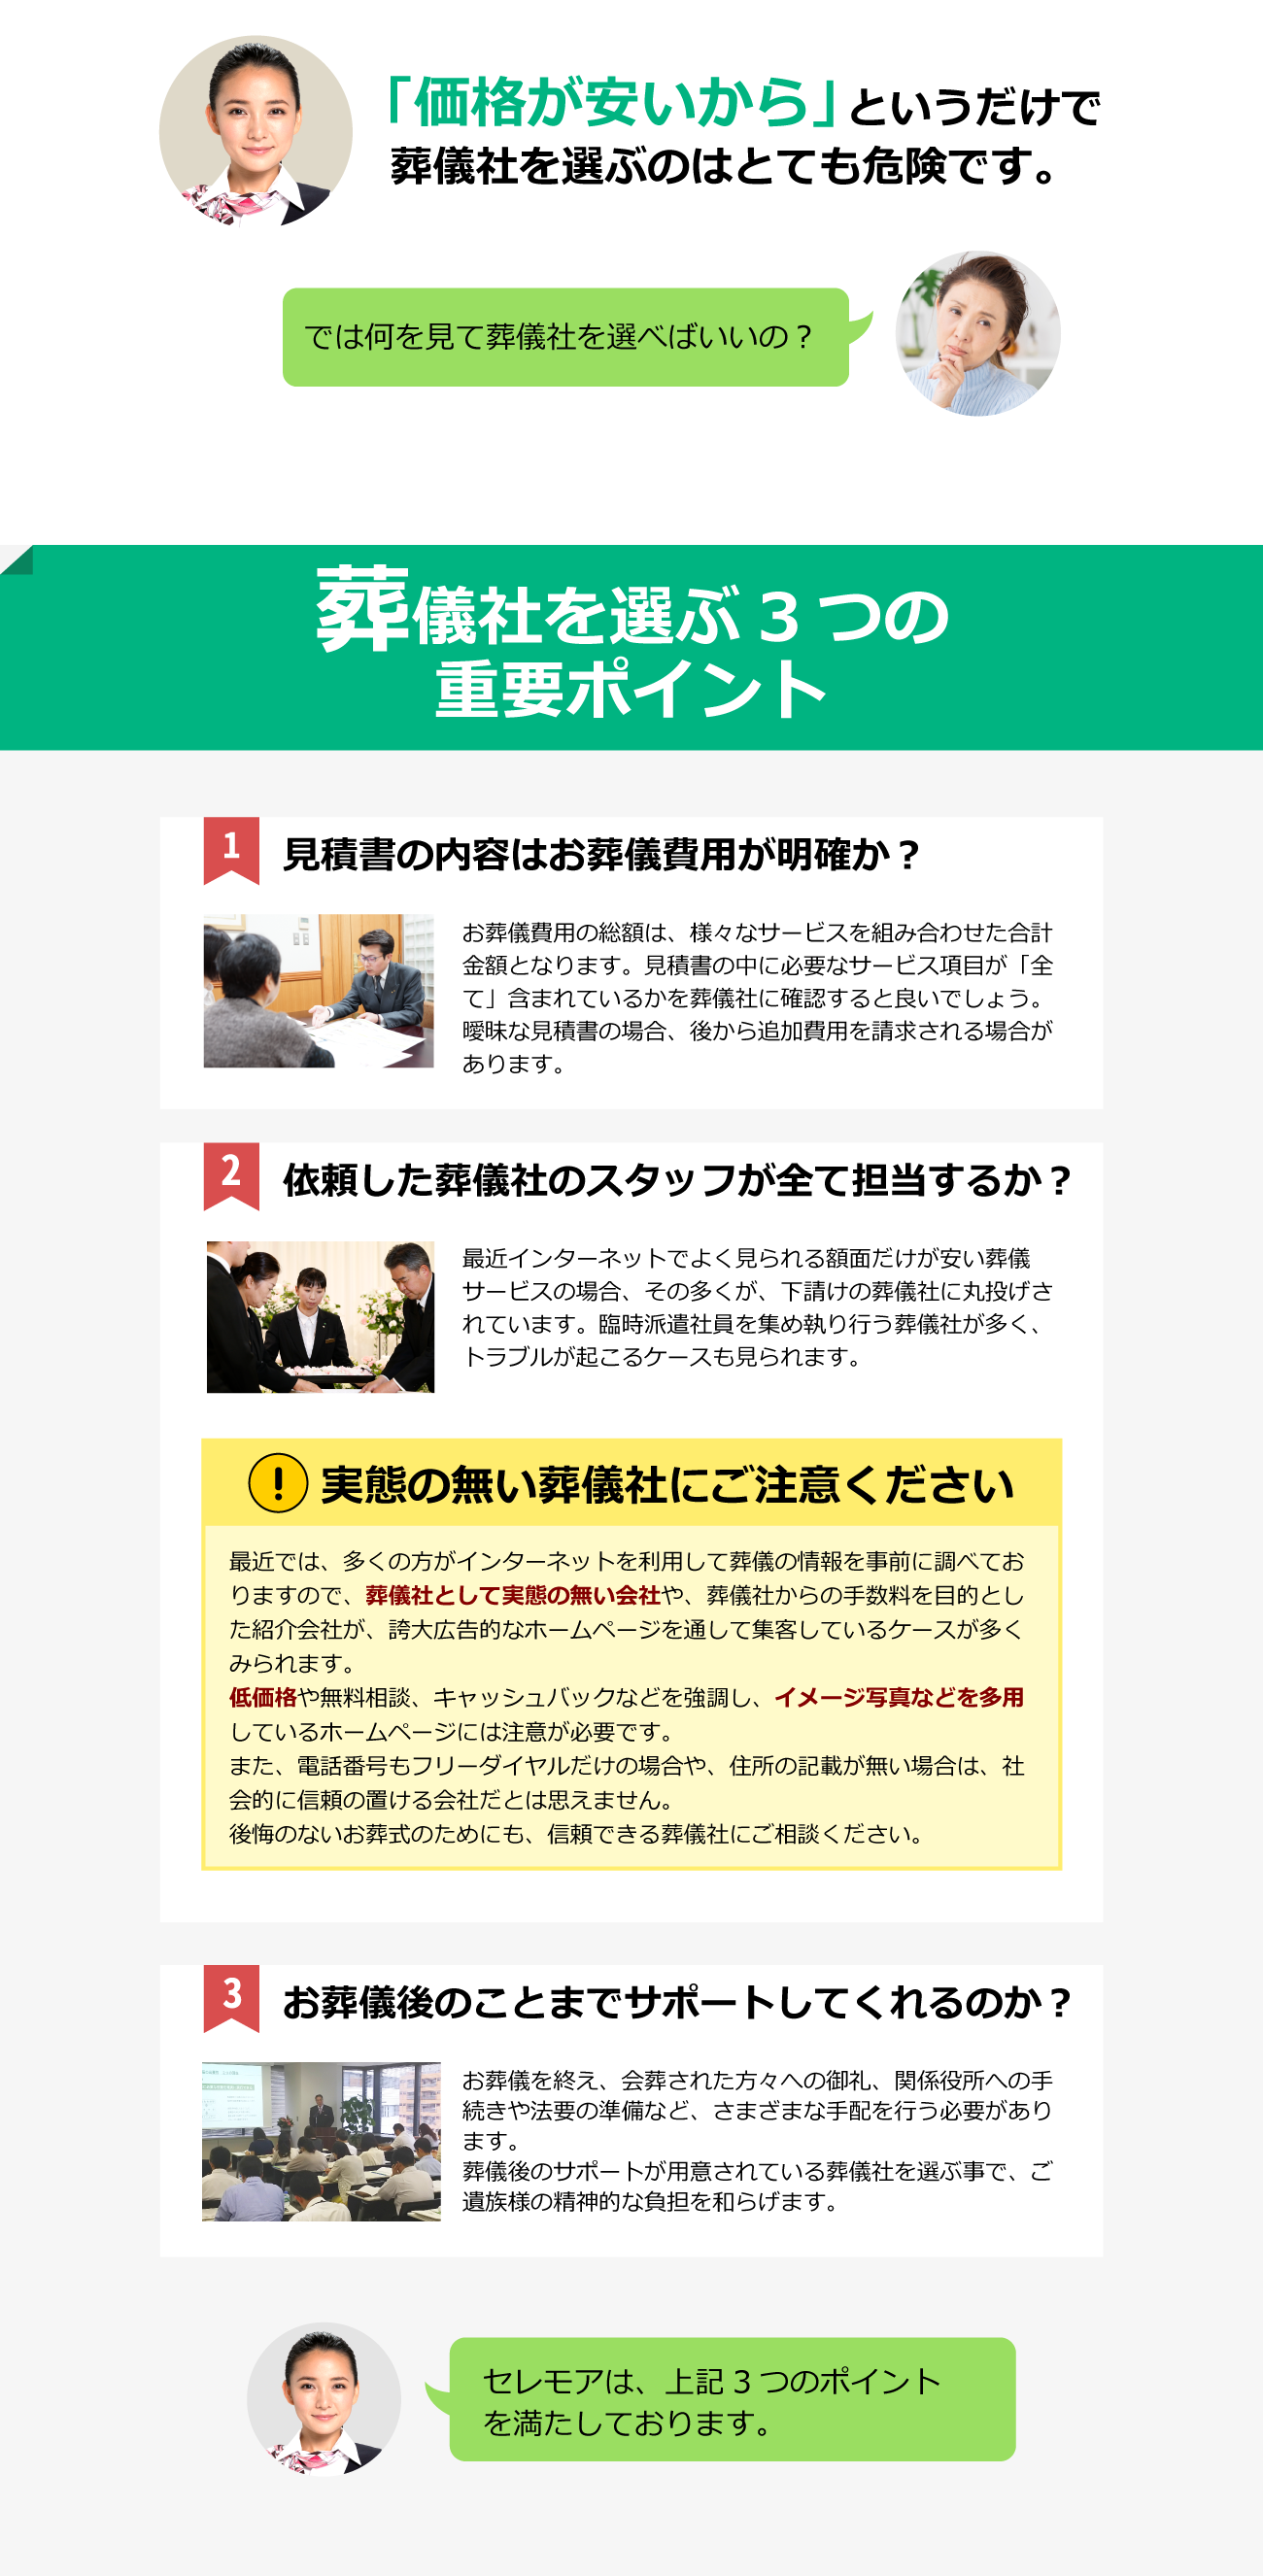 「価格が安いから」というだけで
葬儀社を選ぶのはとても危険です。
では何を見て葬儀社を選べばいいの？
葬儀社を選ぶ３つの
重要ポイント
1 見積書の内容はお葬儀費用が明確か？
お葬儀費用の総額は、様々なサービスを組み合わせた合計
金額となります。見積書の中に必要なサービス項目が「全
て」含まれているかを葬儀社に確認すると良いでしょう。
曖昧な見積書の場合、後から追加費用を請求される場合が
あります。
2 依頼した葬儀社のスタッフが全て担当するか？
最近インターネットでよく見られる額面だけが安い葬儀
サービスの場合、その多くが、下請けの葬儀社に丸投げさ
れています。臨時派遣社員を集め執り行う葬儀社が多く、
トラブルが起こるケースも見られます。
! 実態の無い葬儀社にご注意ください
最近では、多くの方がインターネットを利用して葬儀の情報を事前に調べてお
りますので、葬儀社として実態の無い会社や、葬儀社からの手数料を目的とし
た紹介会社が、誇大広告的なホームページを通して集客しているケースが多く
みられます。
低価格や無料相談、キャッシュバックなどを強調し、イメージ写真などを多用
しているホームページには注意が必要です。
また、電話番号もフリーダイヤルだけの場合や、住所の記載が無い場合は、社
会的に信頼の置ける会社だとは思えません。
後悔のないお葬式のためにも、信頼できる葬儀社にご相談ください。
3 お葬儀後のことまでサポートしてくれるのか？
お葬儀を終え、会葬された方々への御礼、関係役所への手
続きや法要の準備など、さまざまな手配を行う必要があり
ます。
葬儀後のサポートが用意されている葬儀社を選ぶ事で、ご
遺族様の精神的な負担を和らげます。
セレモアは、上記３つのポイント
を満たしております。